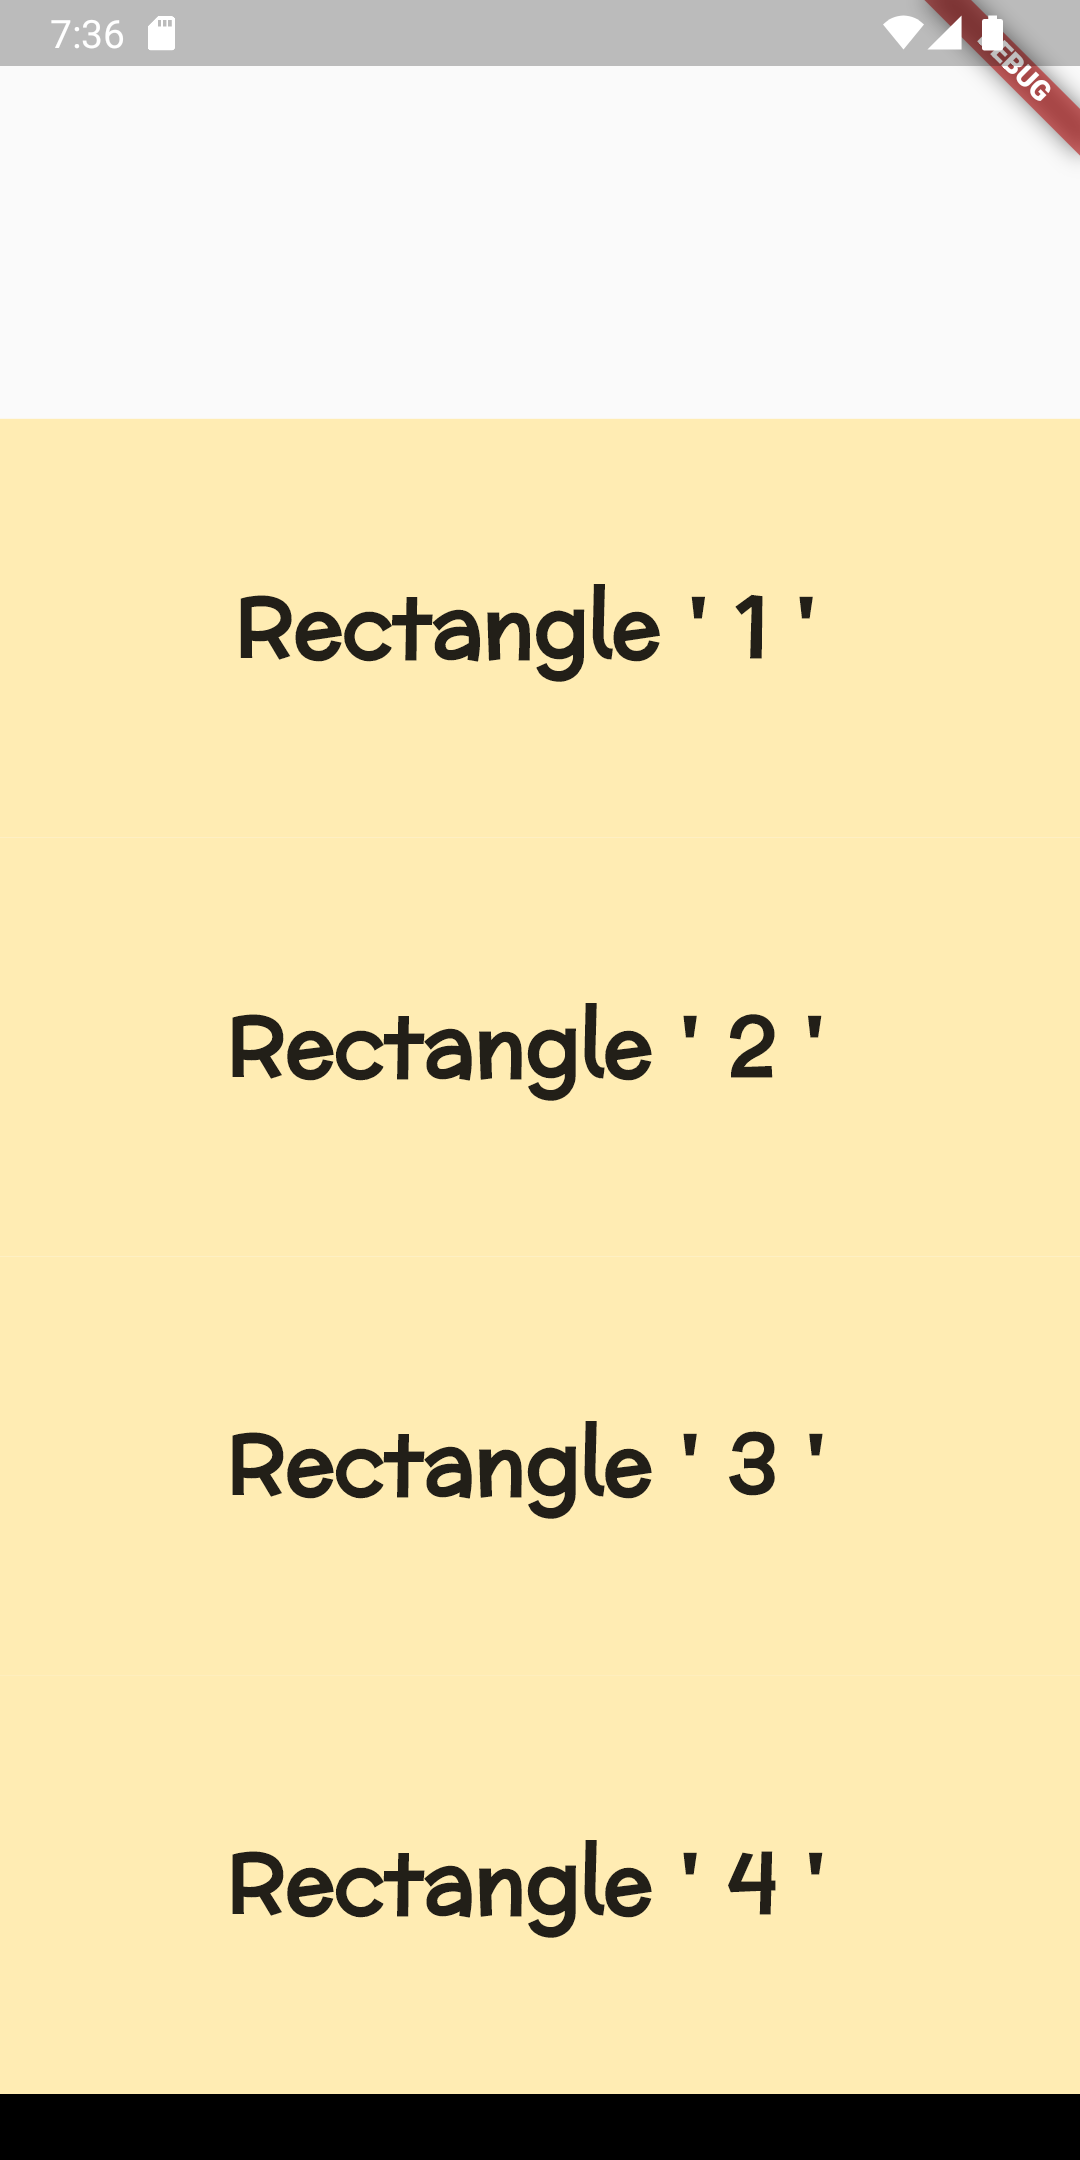 7:36
DEBUG
Rectangle ' 1 '
Rectangle ' 2 '
Rectangle ' 3 '
Rectangle ' 4 '